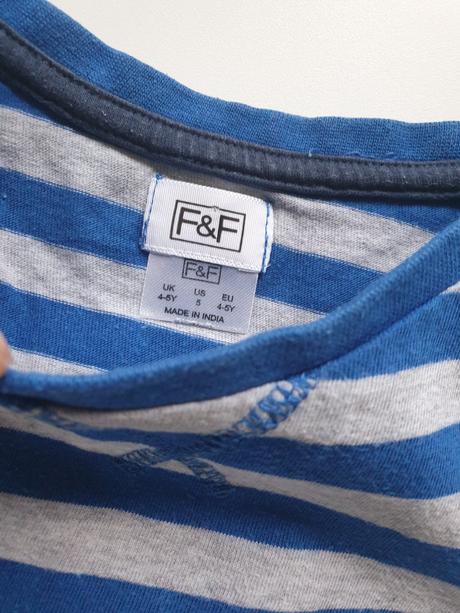 F&F
F&F
UK US EU
4-5Y 5 4-5Y
MADE IN INDIA